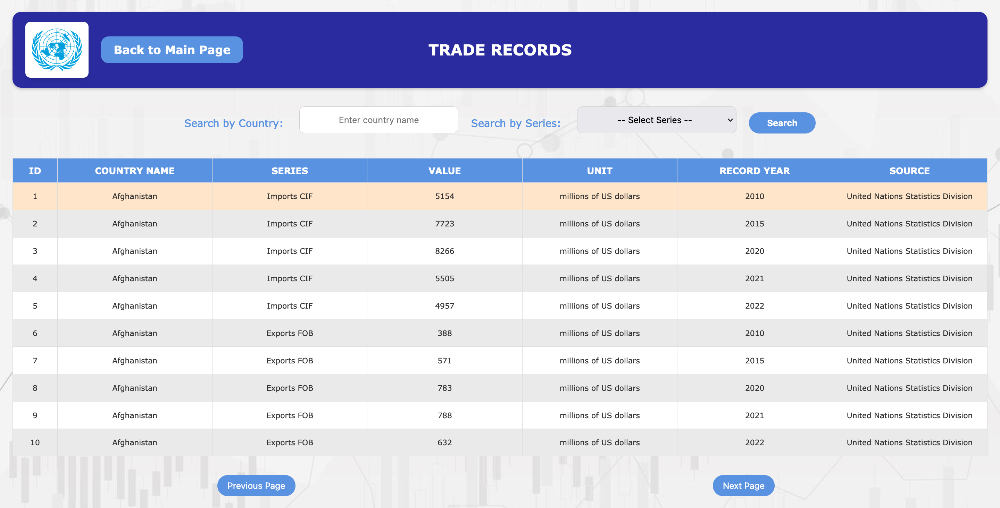 Back to Main Page
TRADE RECORDS
Search by Country:
Enter country name
Search by Series:
-- Select Series --
Search
ID COUNTRY NAME SERIES VALUE UNIT RECORD YEAR SOURCE
1 Afghanistan Imports CIF 5154 millions of US dollars 2010 United Nations Statistics Division
2 Afghanistan Imports CIF 7723 millions of US dollars 2015 United Nations Statistics Division
3 Afghanistan Imports CIF 8266 millions of US dollars 2020 United Nations Statistics Division
4 Afghanistan Imports CIF 5505 millions of US dollars 2021 United Nations Statistics Division
5 Afghanistan Imports CIF 4957 millions of US dollars 2022 United Nations Statistics Division
6 Afghanistan Exports FOB 388 millions of US dollars 2010 United Nations Statistics Division
7 Afghanistan Exports FOB 571 millions of US dollars 2015 United Nations Statistics Division
8 Afghanistan Exports FOB 783 millions of US dollars 2020 United Nations Statistics Division
9 Afghanistan Exports FOB 788 millions of US dollars 2021 United Nations Statistics Division
10 Afghanistan Exports FOB 632 millions of US dollars 2022 United Nations Statistics Division
Previous Page
Next Page